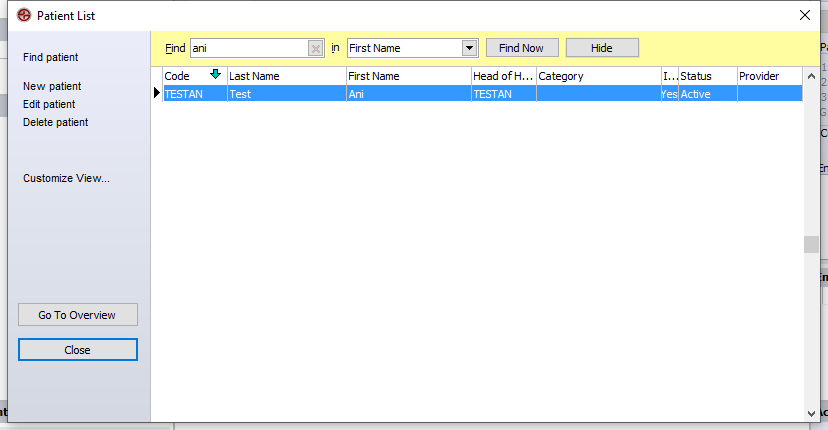 Patient List
Find patient
New patient
Edit patient
Delete patient
Customize View...
Go To Overview
Close
Find ani in First Name Find Now Hide
Code Last Name First Name Head of H... Category I... Status Provider
TESTAN Test Ani TESTAN Yes Active